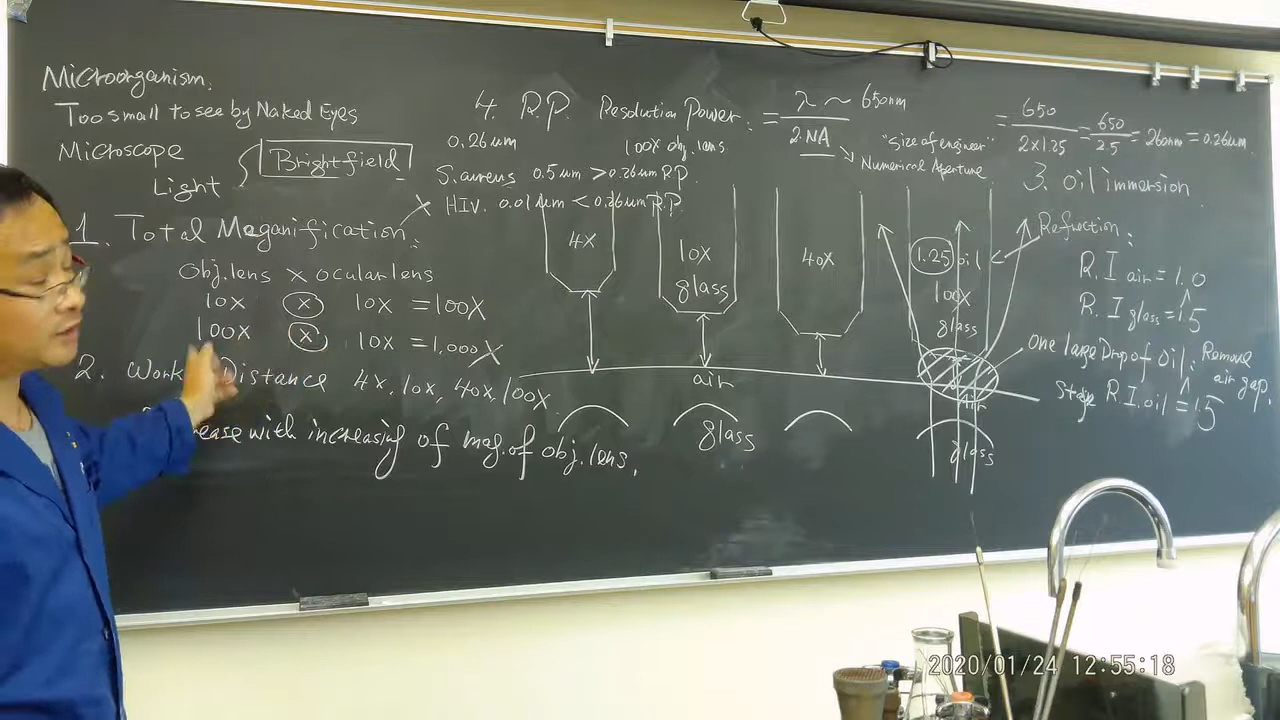 Microorganism.
Too small to see by Naked Eyes
Microscope
Light
Brightfield
1. Total Meganification:
Obj.lens x ocular lens
10x x 10x = 100X
100x x 10x = 1,000X
2. Work Distance 4x, 10x, 40x, 100x
ease with increasing of mag. of obj. lens.
4. R.P. Resolution Power: = λ ~ 650nm
2 NA
Numerical Aperture
"Size of engineer"
= 650 / 2x1.25 = 650 / 2.5 = 260nm = 0.26um
0.26um
100x obj. lens
S. aureus 0.5um > 0.26um RP.
HIV. 0.01um < 0.26um R.P.
3. oil immersion
4X
10X
glass
40X
1.25 oil
100X
glass
Refraction:
R.I air = 1.0
R.I glass = 1.5
One large Drop of oil: Remove
air gap.
R.I. oil = 1.5
air
Air
glass
glass
2020/01/24 12:55:18